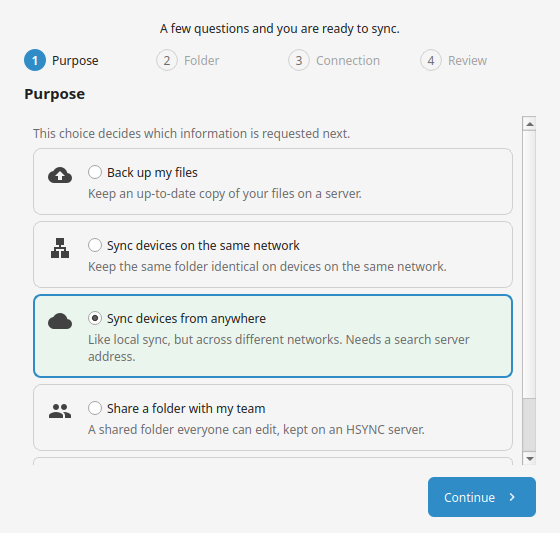 A few questions and you are ready to sync.
1 Purpose 2 Folder 3 Connection 4 Review
Purpose
This choice decides which information is requested next.
Back up my files
Keep an up-to-date copy of your files on a server.
Sync devices on the same network
Keep the same folder identical on devices on the same network.
Sync devices from anywhere
Like local sync, but across different networks. Needs a search server
address.
Share a folder with my team
A shared folder everyone can edit, kept on an HSYNC server.
Continue